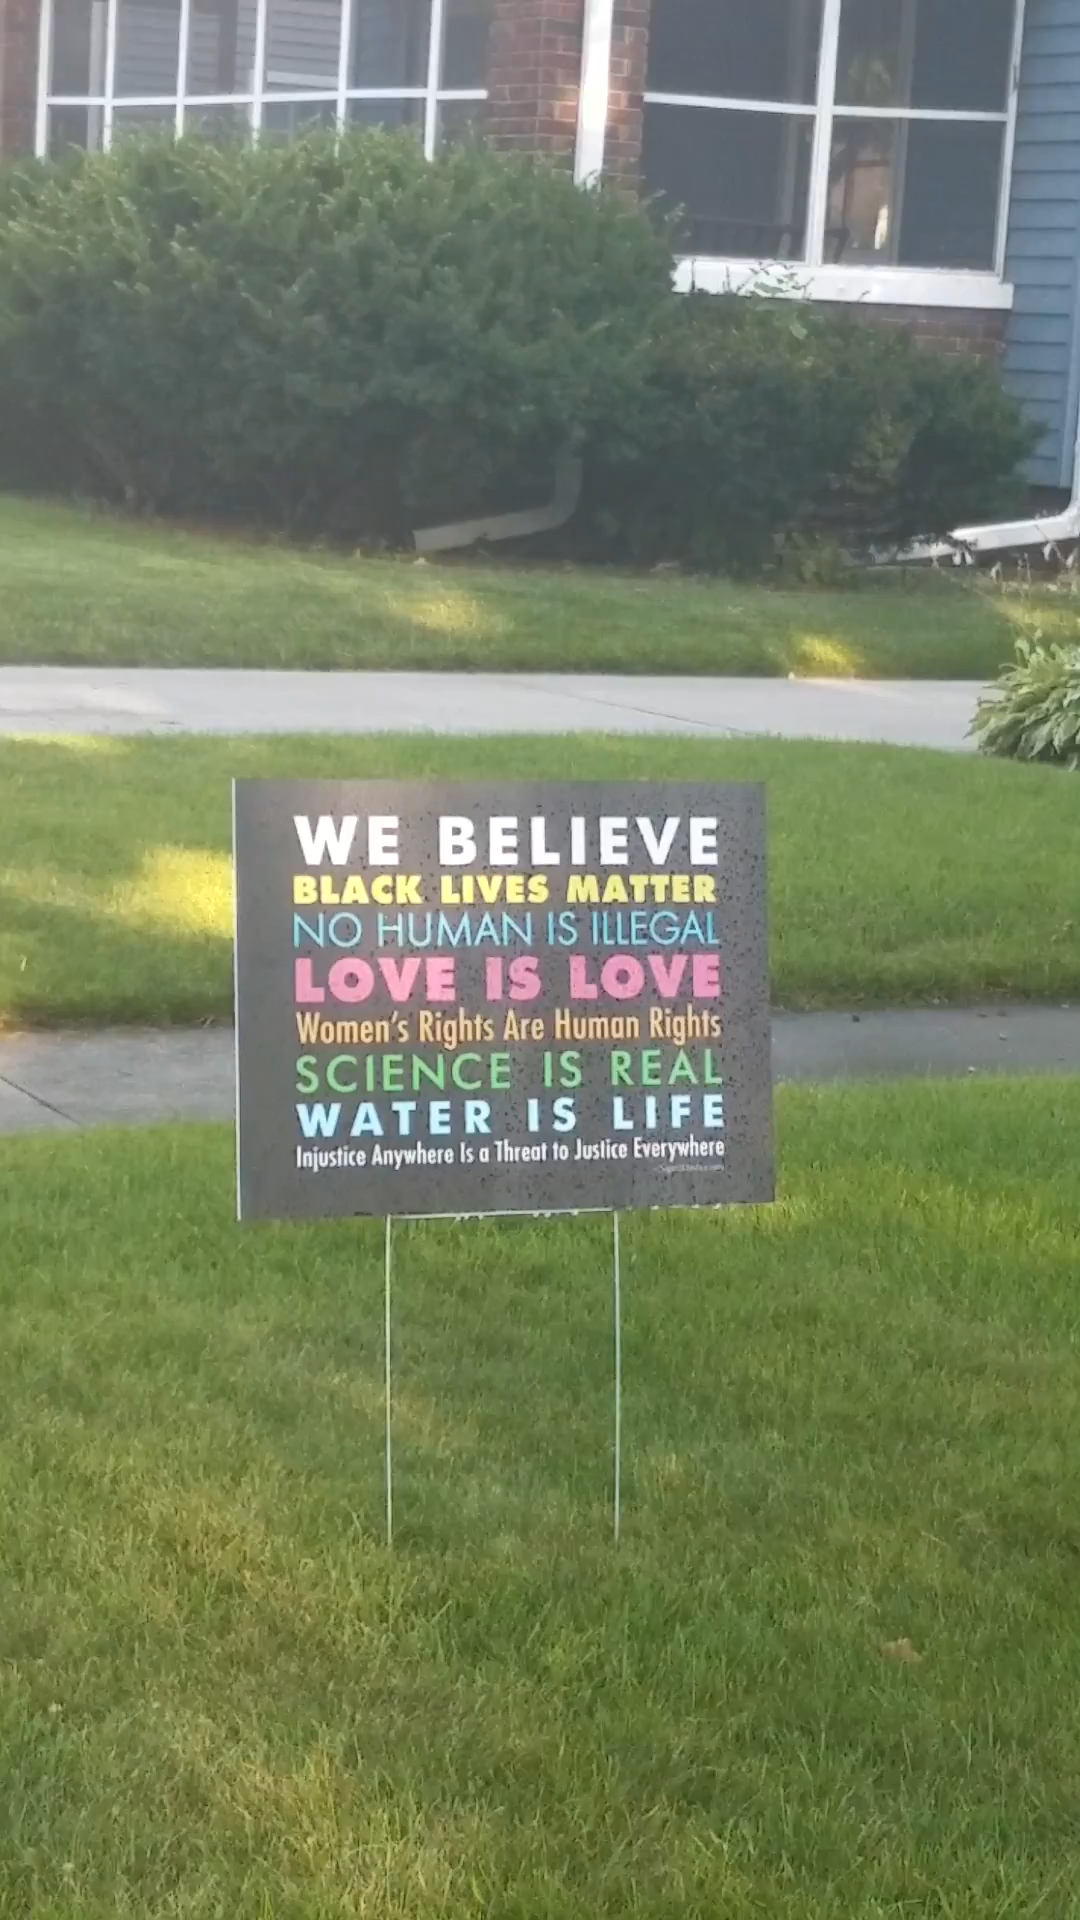 WE BELIEVE
BLACK LIVES MATTER
NO HUMAN IS ILLEGAL
LOVE IS LOVE
Women's Rights Are Human Rights
SCIENCE IS REAL
WATER IS LIFE
Injustice Anywhere Is a Threat to Justice Everywhere